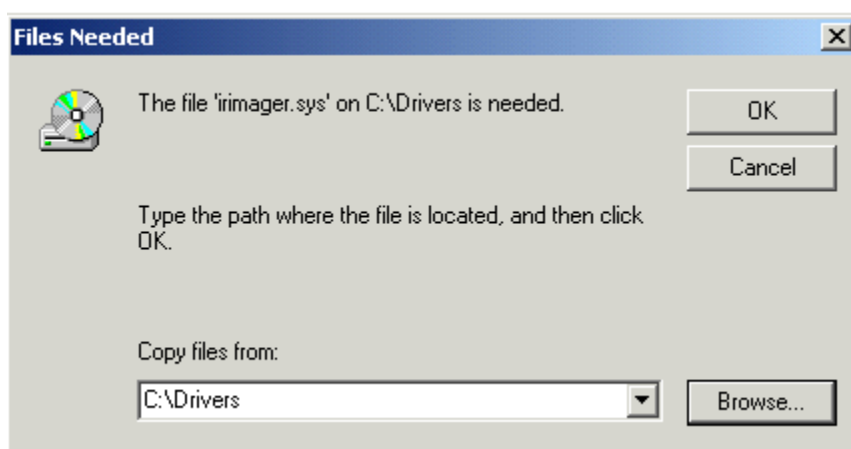 Files Needed
The file 'irimager.sys' on C:\Drivers is needed.
OK
Cancel
Type the path where the file is located, and then click
OK.
Copy files from:
C:\Drivers
Browse...